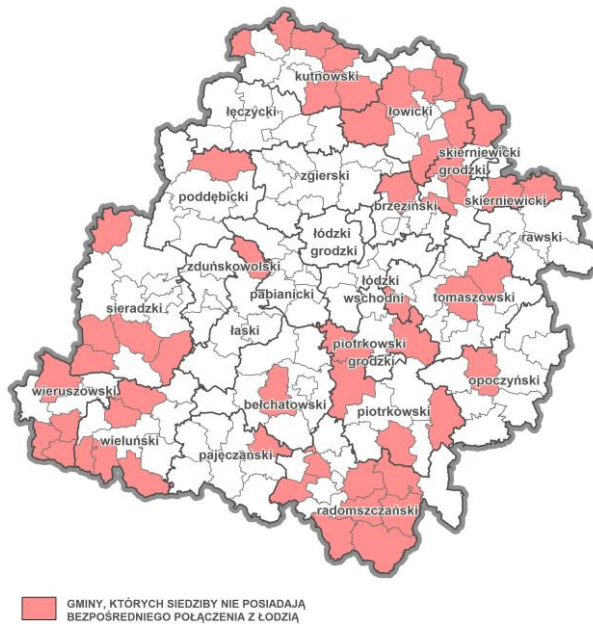 kutnowski
łęczycki
łowicki
skierniewicki
grodzki
zgierski
poddębicki
brzeziński
skierniewicki
łódzki
grodzki
rawski
zduńskowolski
łódzki
wschodni
pabianicki
tomaszowski
sieradzki
łaski
piotrkowski
grodzki
opoczyński
wieruszowski
bełchatowski
piotrkowski
wieluński
pajęczański
radomszczański
GMINY, KTÓRYCH SIEDZIBY NIE POSIADAJĄ
BEZPOŚREDNIEGO POŁĄCZENIA Z ŁODZIĄ